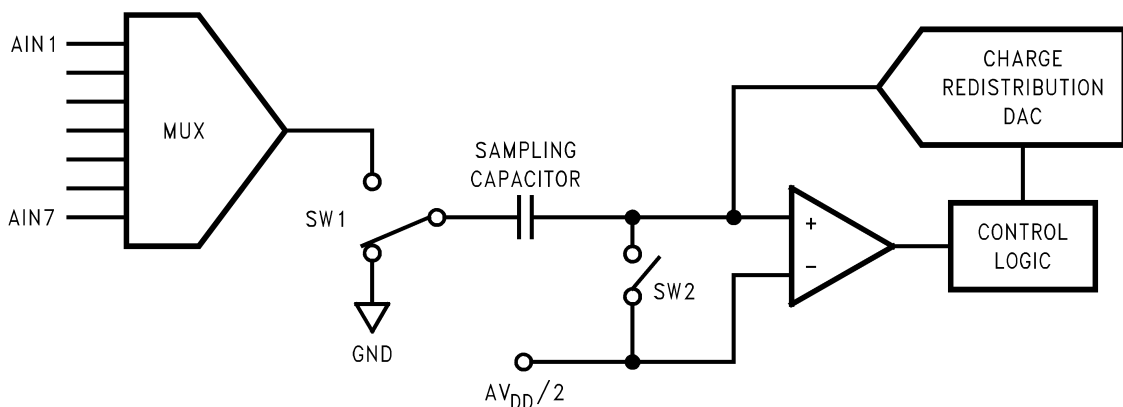 AIN1
MUX
AIN7
SW1
GND
SAMPLING
CAPACITOR
SW2
AVDD/2
+
−
CHARGE
REDISTRIBUTION
DAC
CONTROL
LOGIC